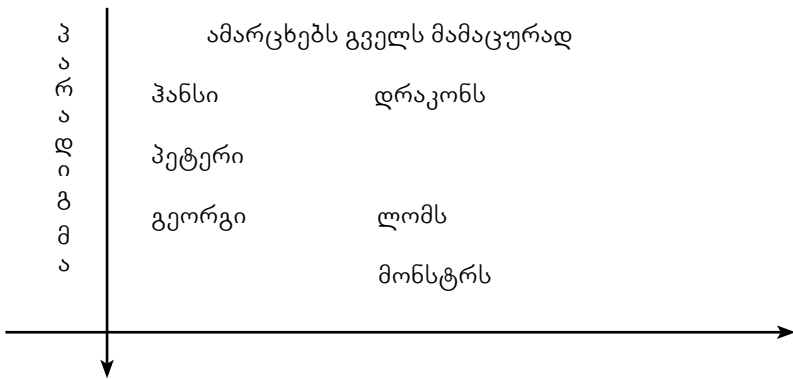 პარადიგმა
ამარცხებს გველს მამაცურად
ჰანსი დრაკონს
პეტერი
გეორგი ლომს
მონსტრს